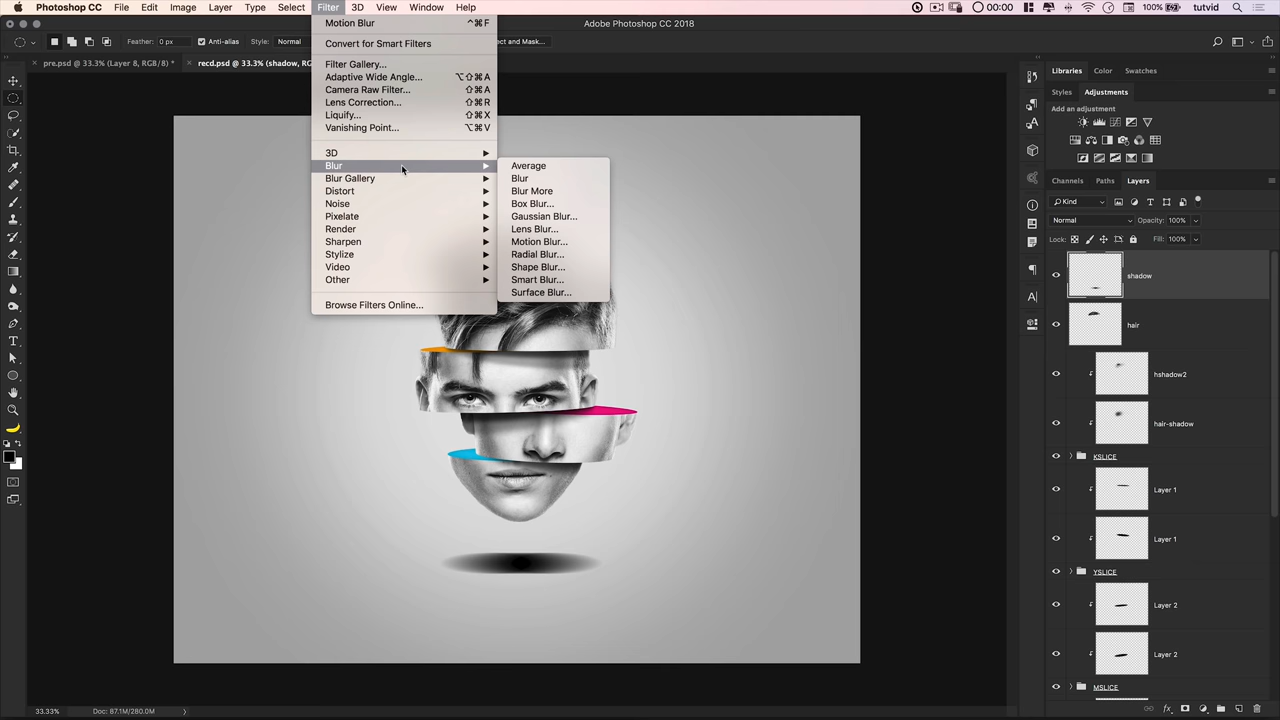 Photoshop CC File Edit Image Layer Type Select Filter 3D View Window Help 00:00 100% tutvid
Adobe Photoshop CC 2018
Feather: 0 px Anti-alias Style: Normal ect and Mask...
pre.psd @ 33.3% (Layer 8, RGB/8) * recd.psd @ 33.3% (shadow, RG
Motion Blur ^⌘F
Convert for Smart Filters
Filter Gallery...
Adaptive Wide Angle... ⌥⇧⌘A
Camera Raw Filter... ⇧⌘A
Lens Correction... ⇧⌘R
Liquify... ⇧⌘X
Vanishing Point... ⌥⌘V
3D
Blur
Blur Gallery
Distort
Noise
Pixelate
Render
Sharpen
Stylize
Video
Other
Browse Filters Online...
Average
Blur
Blur More
Box Blur...
Gaussian Blur...
Lens Blur...
Motion Blur...
Radial Blur...
Shape Blur...
Smart Blur...
Surface Blur...
Libraries Color Swatches
Styles Adjustments
Add an adjustment
Channels Paths Layers
Kind
Normal Opacity: 100%
Lock: Fill: 100%
shadow
hair
hshadow2
hair-shadow
KSLICE
Layer 1
Layer 1
YSLICE
Layer 2
Layer 2
MSLICE
33.33% Doc: 87.1M/280.0M